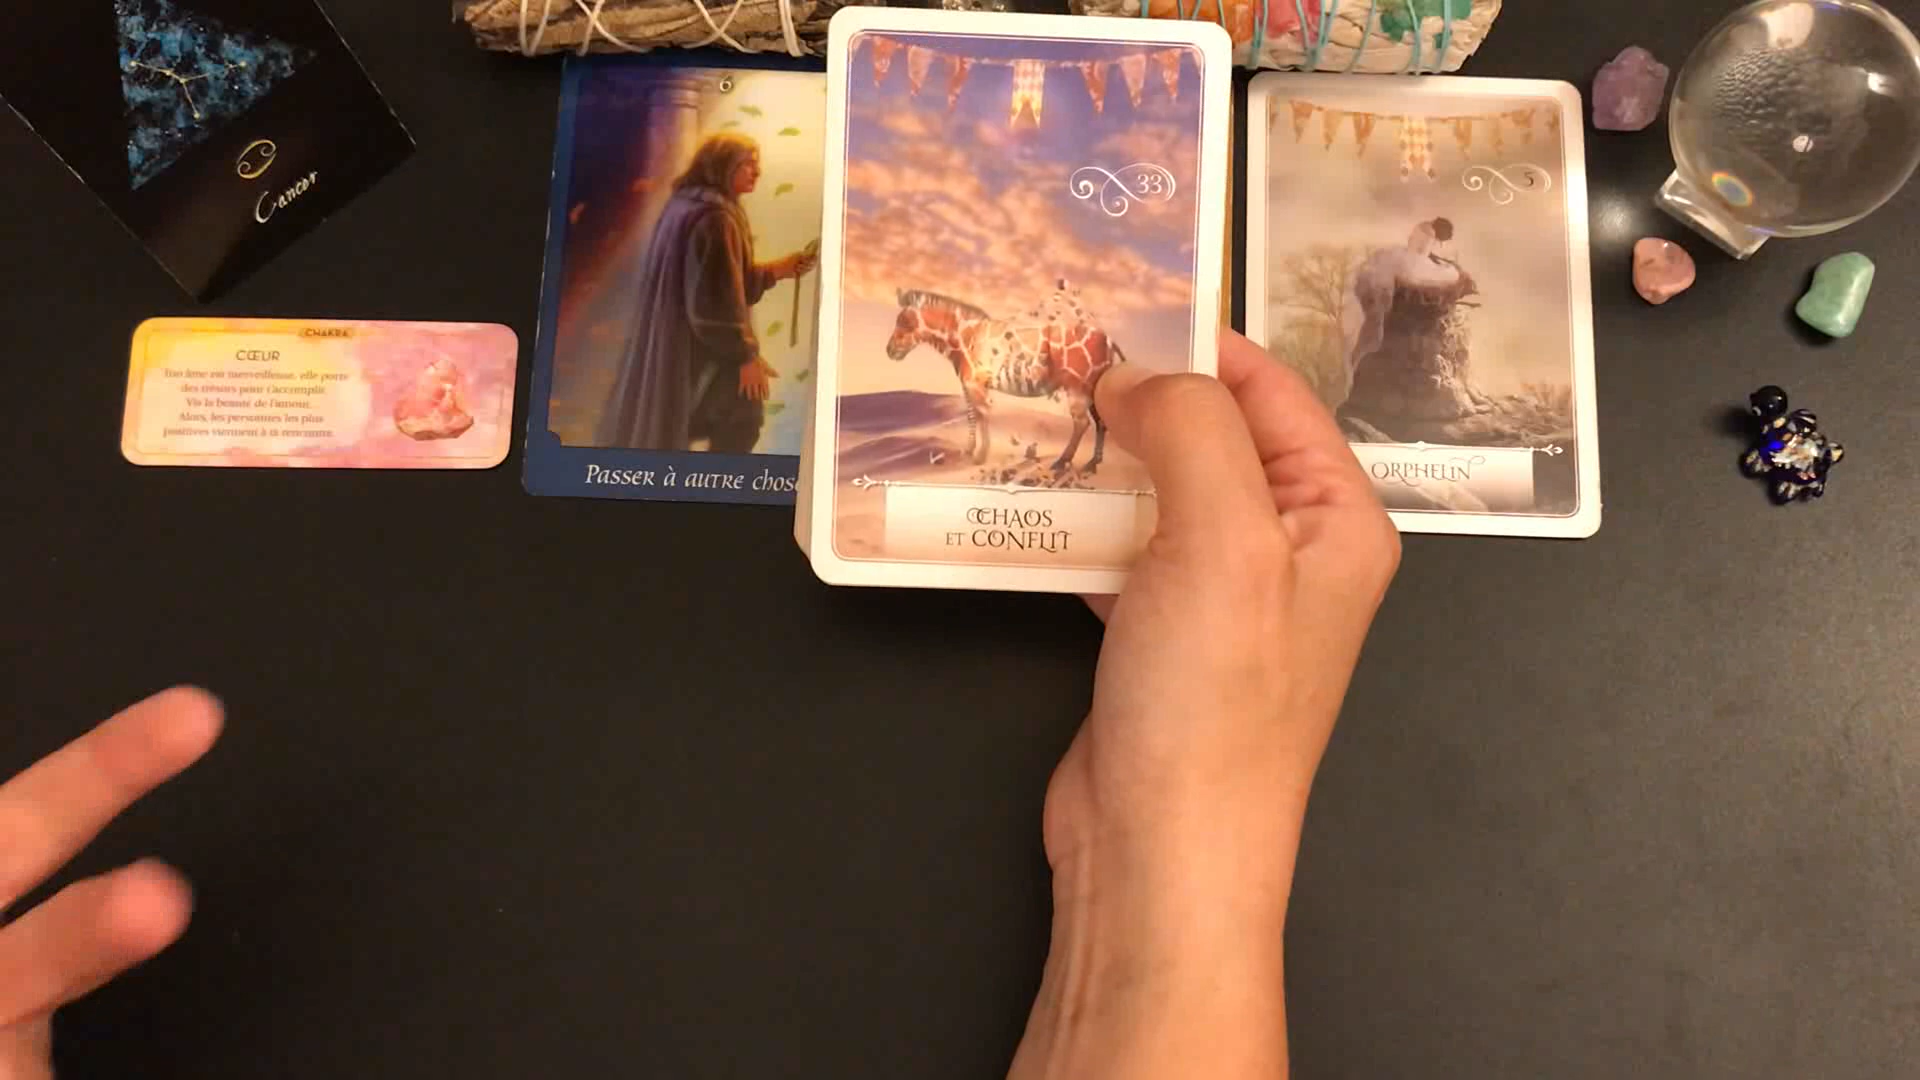 Cancer
CHAKRA
CŒUR
Ton âme est merveilleuse, elle porte
des trésors pour t'accomplir.
Vis la beauté de l'amour...
Alors, les personnes les plus
positives viennent à ta rencontre.
6
Passer à autre chose
33
CHAOS
ET CONFLIT
5
ORPHELIN